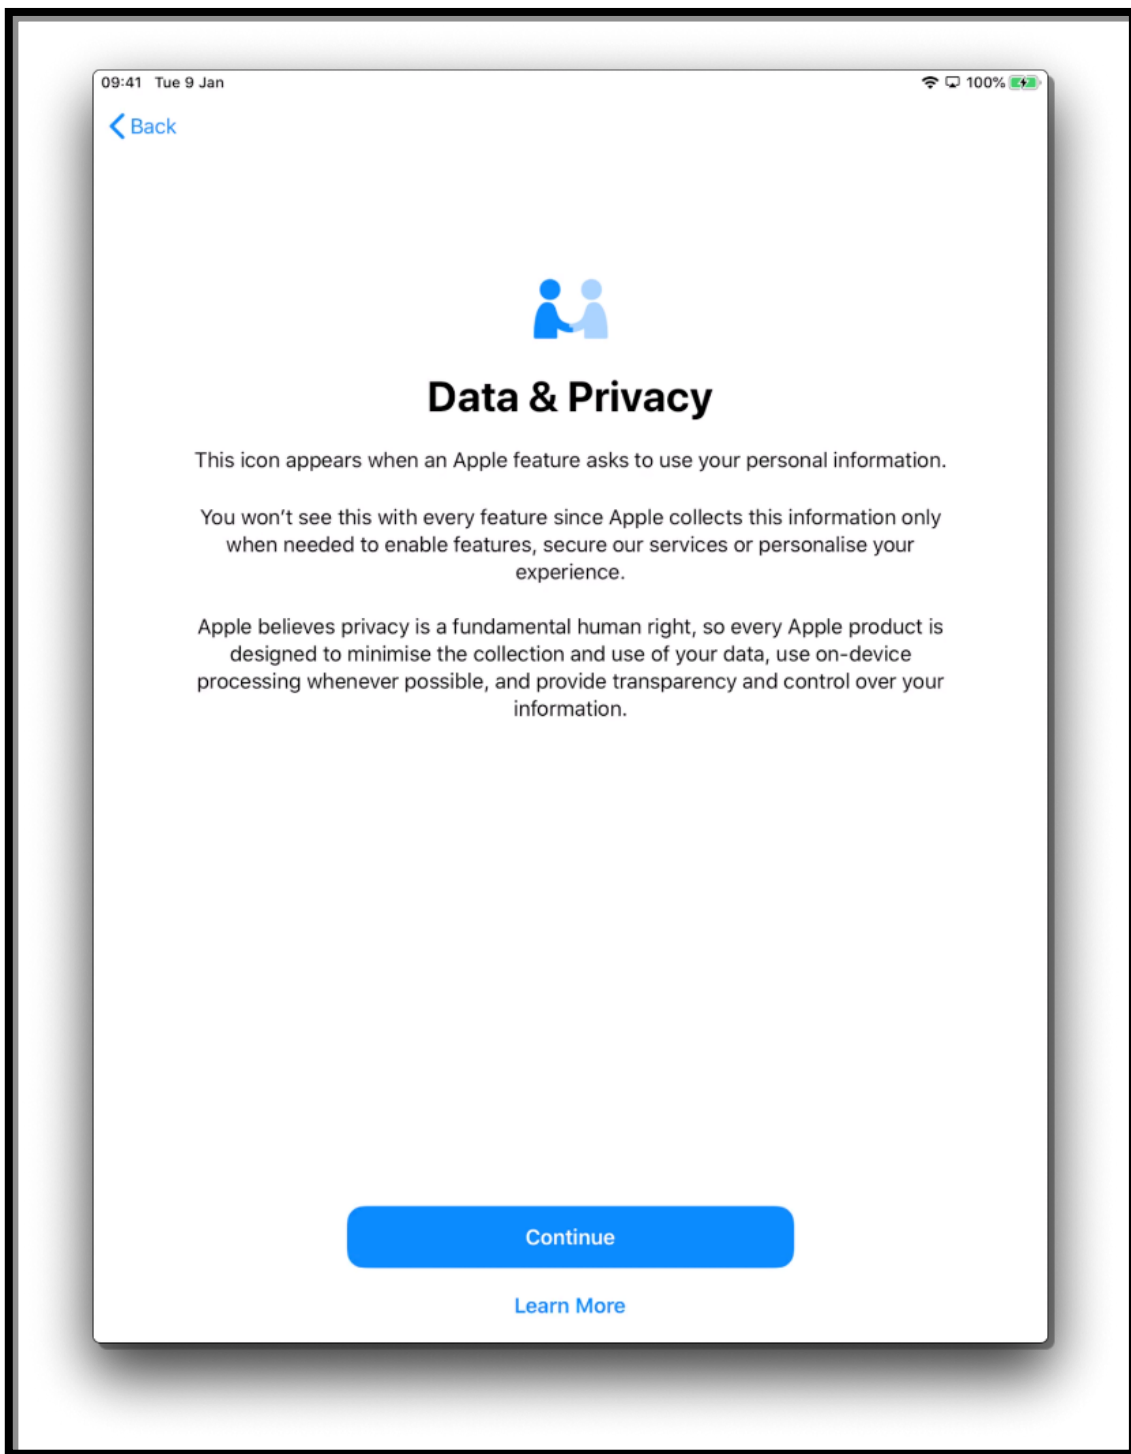 09:41 Tue 9 Jan
100%
Back
Data & Privacy
This icon appears when an Apple feature asks to use your personal information.
You won’t see this with every feature since Apple collects this information only
when needed to enable features, secure our services or personalise your
experience.
Apple believes privacy is a fundamental human right, so every Apple product is
designed to minimise the collection and use of your data, use on-device
processing whenever possible, and provide transparency and control over your
information.
Continue
Learn More